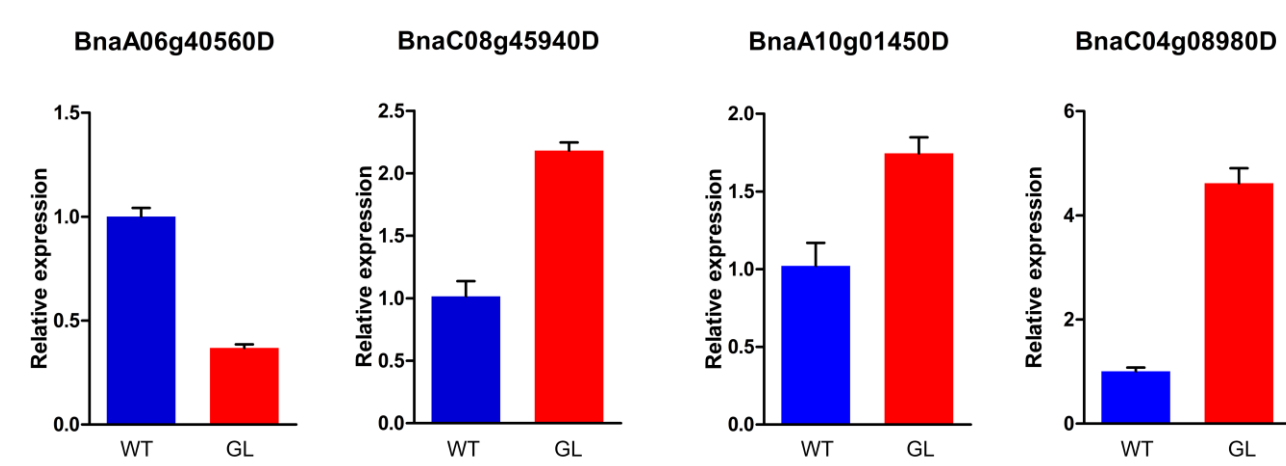 BnaA06g40560D
Relative expression
1.5
1.0
0.5
0.0
WT GL
BnaC08g45940D
Relative expression
2.5
2.0
1.5
1.0
0.5
0.0
WT GL
BnaA10g01450D
Relative expression
2.0
1.5
1.0
0.5
0.0
WT GL
BnaC04g08980D
Relative expression
6
4
2
0
WT GL